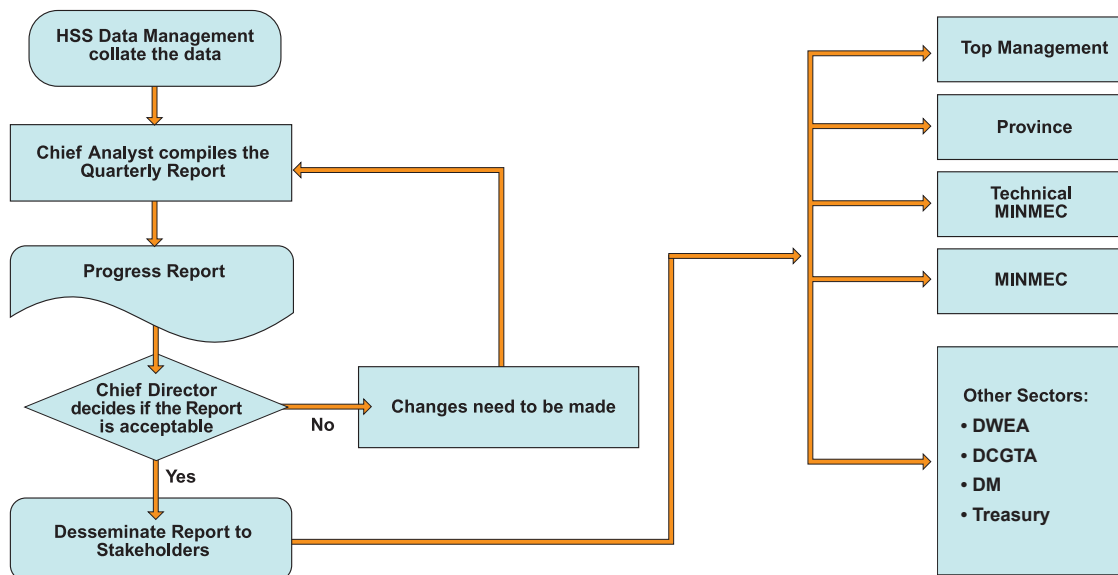 HSS Data Management
collate the data
Chief Analyst compiles the
Quarterly Report
Progress Report
Chief Director
decides if the Report
is acceptable
No
Changes need to be made
Yes
Desseminate Report to
Stakeholders
Top Management
Province
Technical
MINMEC
MINMEC
Other Sectors:
• DWEA
• DCGTA
• DM
• Treasury